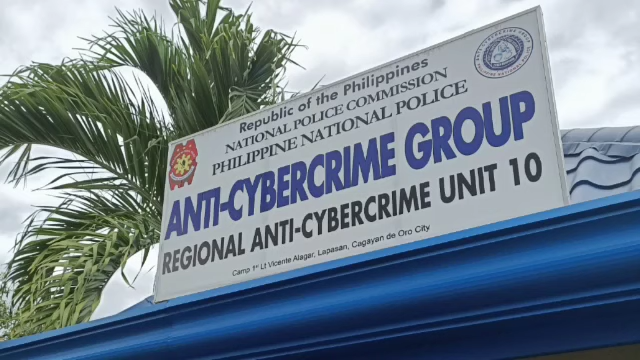 Republic of the Philippines
NATIONAL POLICE COMMISSION
PHILIPPINE NATIONAL POLICE
ANTI-CYBERCRIME GROUP
REGIONAL ANTI-CYBERCRIME UNIT 10
Camp 1st Lt Vicente Alagar, Lapasan, Cagayan de Oro City